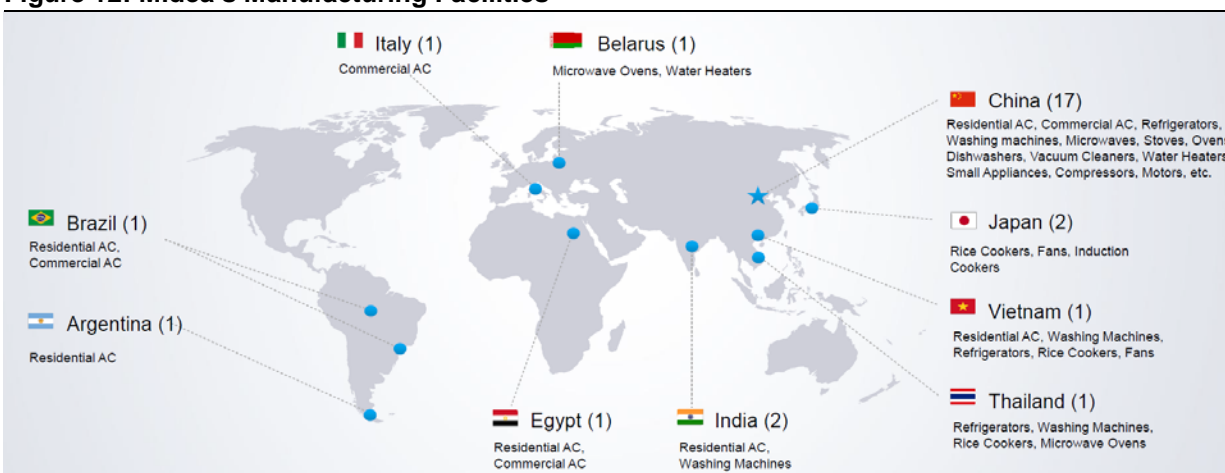 Italy (1)
Commercial AC
Belarus (1)
Microwave Ovens, Water Heaters
China (17)
Residential AC, Commercial AC, Refrigerators,
Washing machines, Microwaves, Stoves, Ovens
Dishwashers, Vacuum Cleaners, Water Heaters
Small Appliances, Compressors, Motors, etc.
Brazil (1)
Residential AC,
Commercial AC
Japan (2)
Rice Cookers, Fans, Induction
Cookers
Argentina (1)
Residential AC
Vietnam (1)
Residential AC, Washing Machines,
Refrigerators, Rice Cookers, Fans
Egypt (1)
Residential AC,
Commercial AC
India (2)
Residential AC,
Washing Machines
Thailand (1)
Refrigerators, Washing Machines,
Rice Cookers, Microwave Ovens